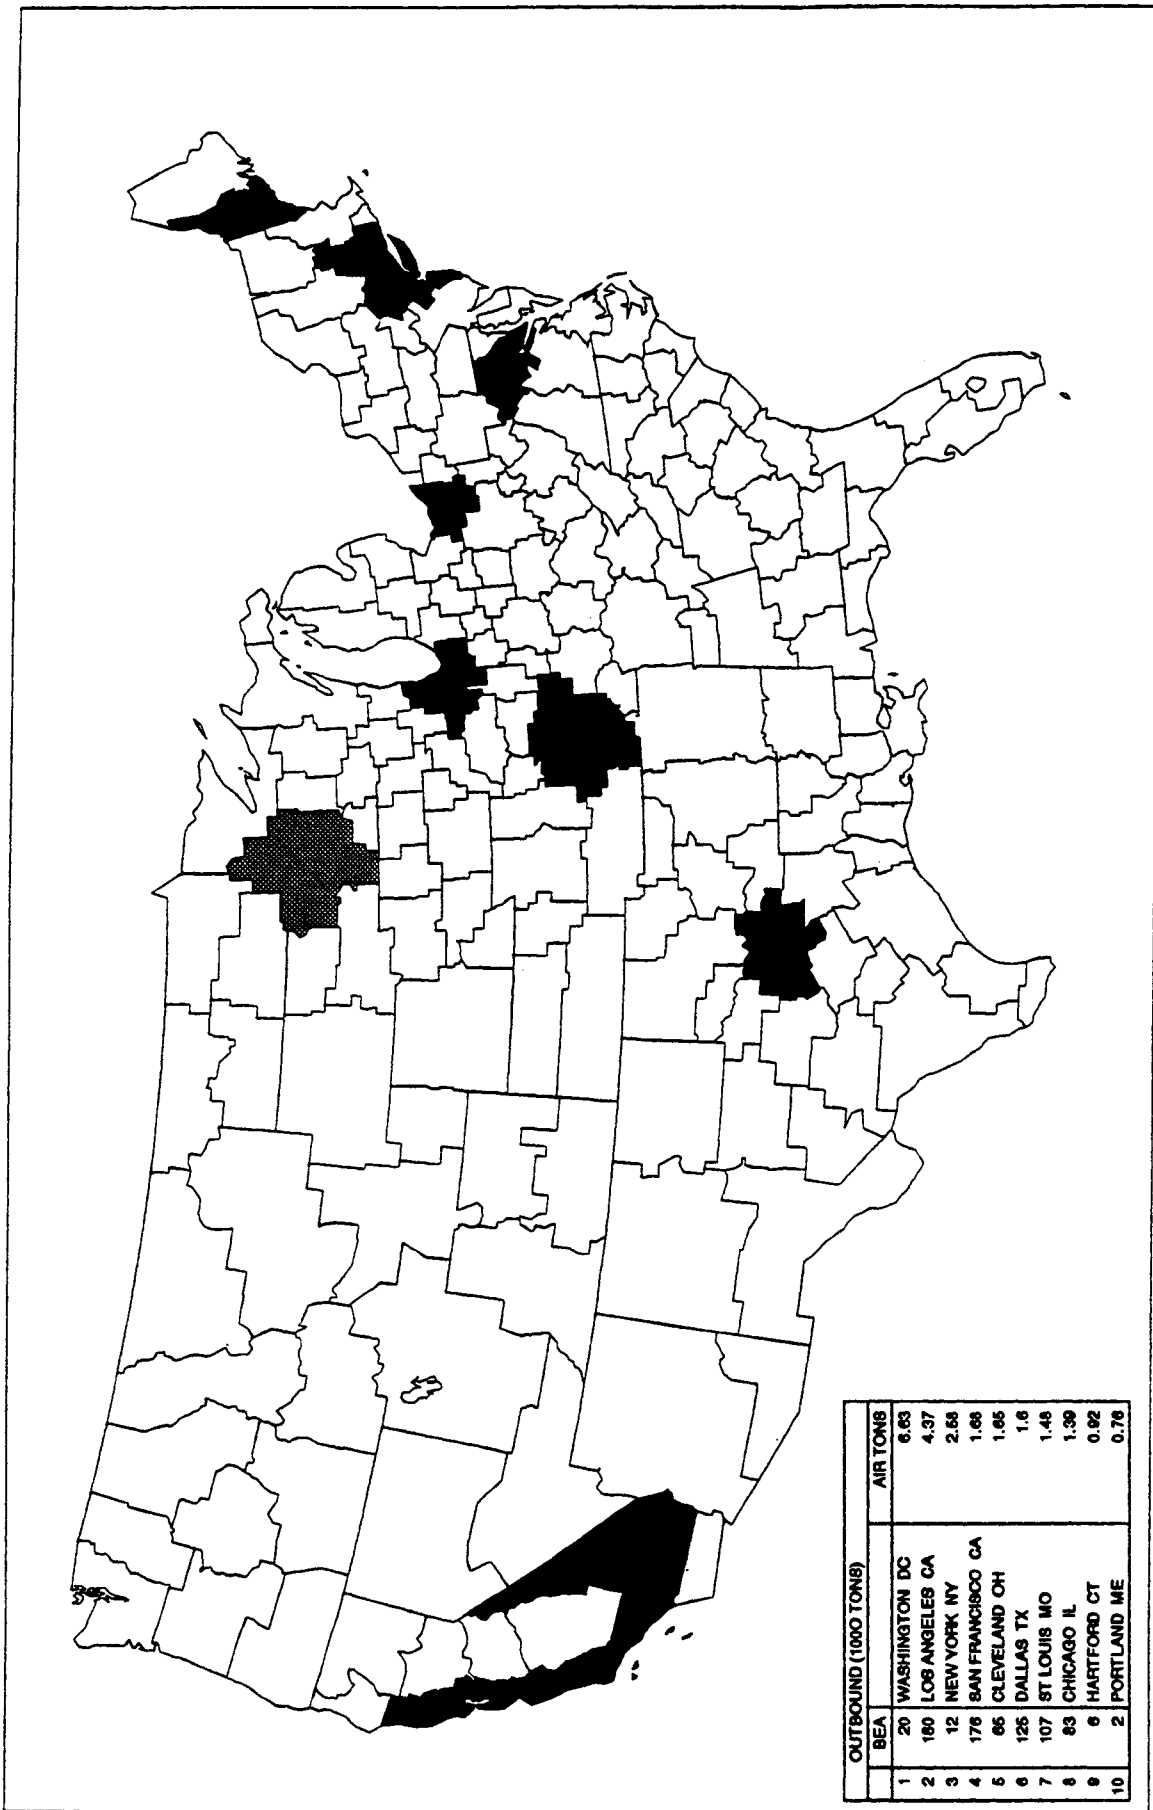 OUTBOUND (1000 TONS)
BEA AIR TONS
1 20 WASHINGTON DC 6.63
2 180 LOS ANGELES CA 4.37
3 12 NEW YORK NY 2.58
4 176 SAN FRANCISCO CA 1.68
5 65 CLEVELAND OH 1.65
6 125 DALLAS TX 1.6
7 107 ST LOUIS MO 1.48
8 83 CHICAGO IL 1.39
9 6 HARTFORD CT 0.92
10 2 PORTLAND ME 0.76